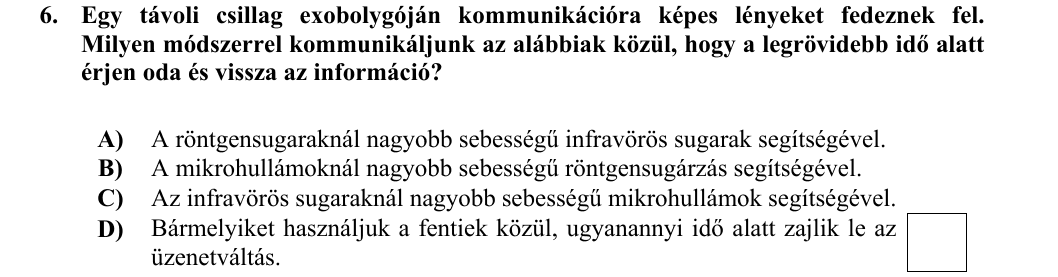 6. Egy távoli csillag exobolygóján kommunikációra képes lényeket fedeznek fel.
Milyen módszerrel kommunikáljunk az alábbiak közül, hogy a legrövidebb idő alatt
érjen oda és vissza az információ?
A) A röntgensugaraknál nagyobb sebességű infravörös sugarak segítségével.
B) A mikrohullámoknál nagyobb sebességű röntgensugárzás segítségével.
C) Az infravörös sugaraknál nagyobb sebességű mikrohullámok segítségével.
D) Bármelyiket használjuk a fentiek közül, ugyanannyi idő alatt zajlik le az
üzenetváltás.